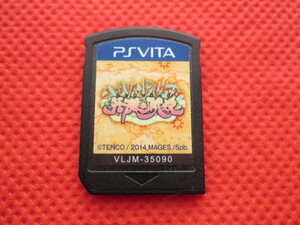 PSVITA
©TENCO / 2014 MAGES./5pb.
VLJM-35090